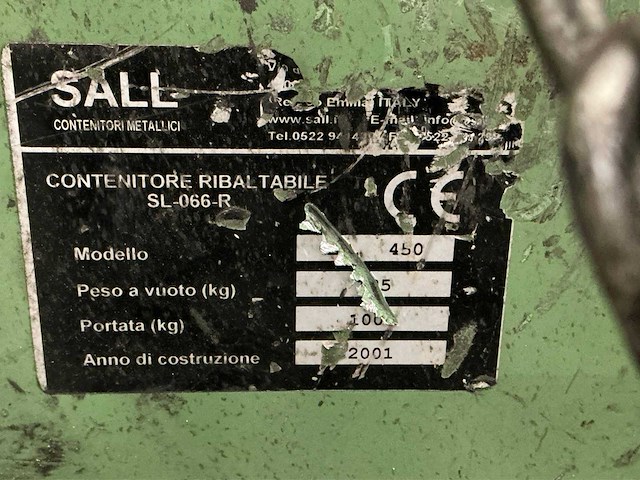 SALL
CONTENITORI METALLICI
ITALY
www.sall. E-mail:
Tel.0522
CONTENITORE RIBALTABILE
SL-066-R
CE
Modello 450
Peso a vuoto (kg)
Portata (kg)
Anno di costruzione 2001